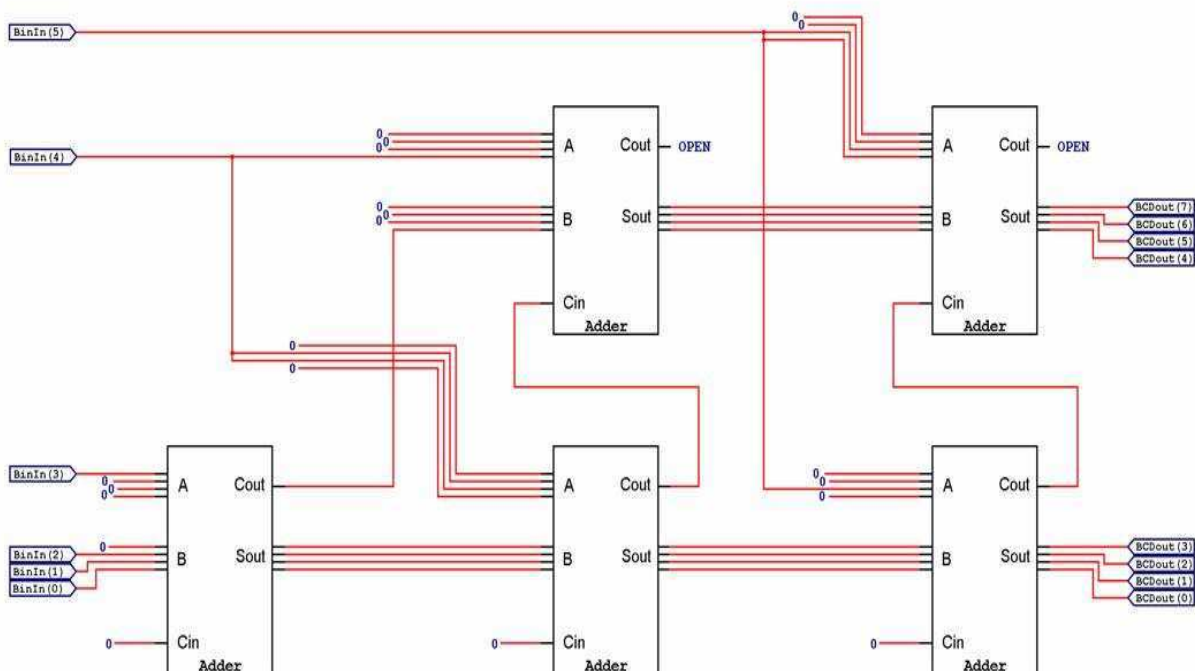 0
0
BinIn(5)
0
0
0
BinIn(4)
A
Cout
OPEN
A
Cout
OPEN
0
0
0
B
Sout
B
Sout
BCDout(7)
BCDout(6)
BCDout(5)
BCDout(4)
Cin
Adder
Cin
Adder
0
0
BinIn(3)
0
0
0
A
Cout
A
Cout
0
0
0
A
Cout
BinIn(2)
BinIn(1)
BinIn(0)
0
B
Sout
B
Sout
B
Sout
BCDout(3)
BCDout(2)
BCDout(1)
BCDout(0)
0
Cin
Adder
0
Cin
Adder
0
Cin
Adder